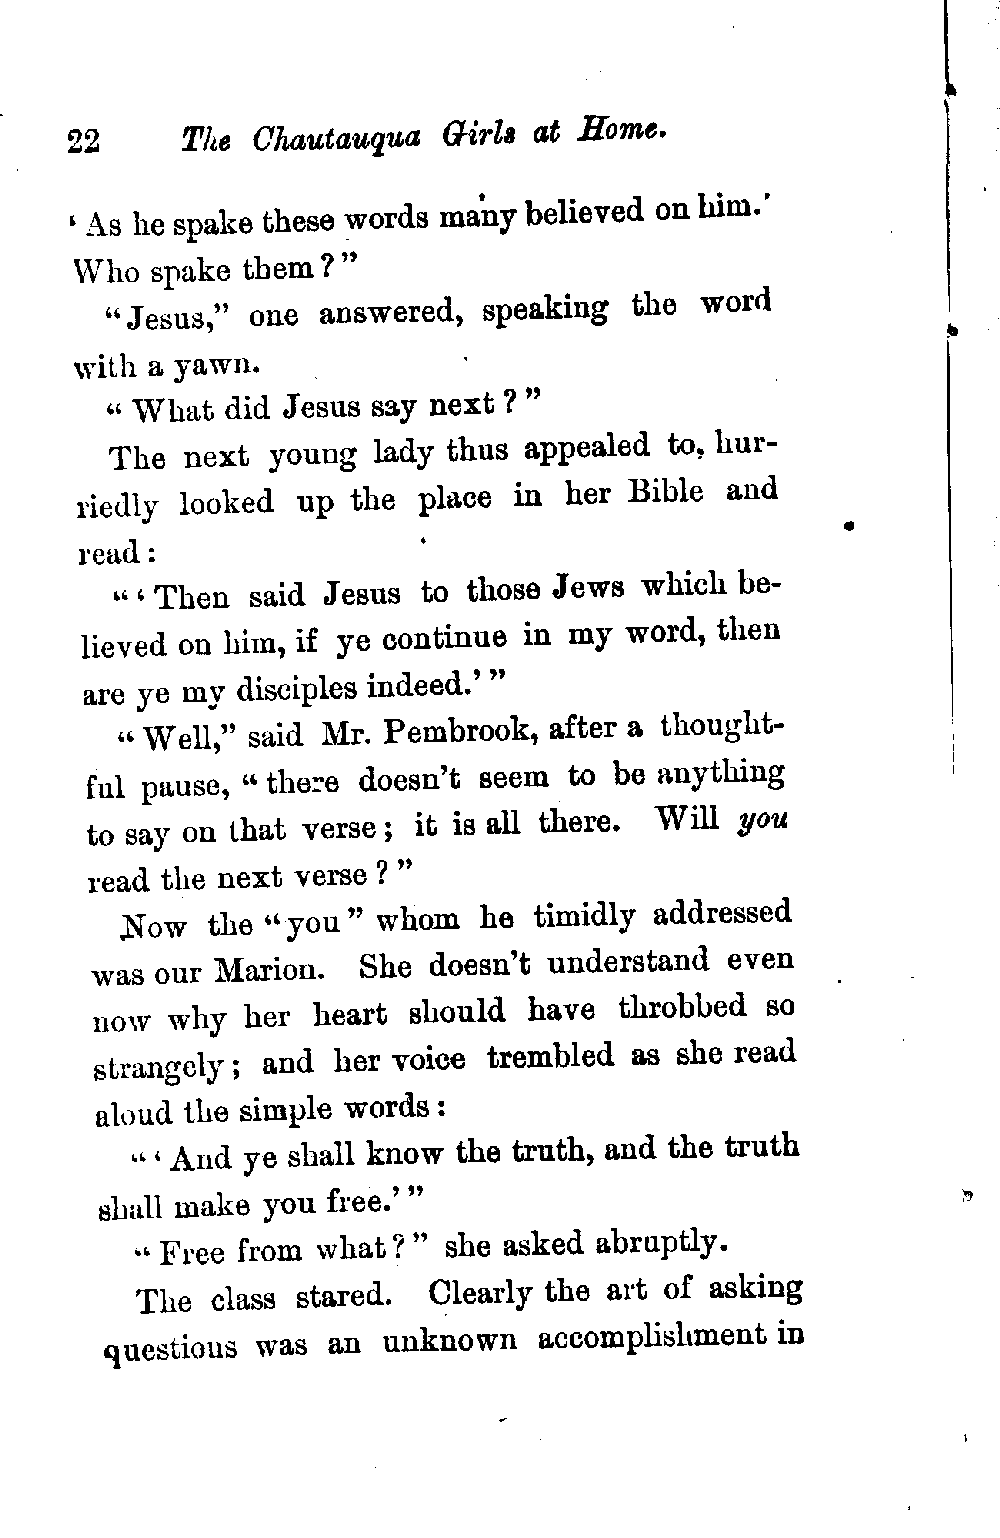 22 The Chautauqua Girls at Home.
‘ As he spake these words many believed on him.’
Who spake them ? ”
“ Jesus,” one answered, speaking the word
with a yawn.
“ What did Jesus say next ? ”
The next young lady thus appealed to, hur-
riedly looked up the place in her Bible and
read :
“ ‘ Then said Jesus to those Jews which be-
lieved on him, if ye continue in my word, then
are ye my disciples indeed.’ ”
“ Well,” said Mr. Pembrook, after a thought-
ful pause, “ there doesn’t seem to be anything
to say on that verse ; it is all there. Will you
read the next verse ? ”
Now the “ you ” whom he timidly addressed
was our Marion. She doesn’t understand even
now why her heart should have throbbed so
strangely ; and her voice trembled as she read
aloud the simple words :
“ ‘ And ye shall know the truth, and the truth
shall make you free.’ ”
“ Free from what ? ” she asked abruptly.
The class stared. Clearly the art of asking
questions was an unknown accomplishment in